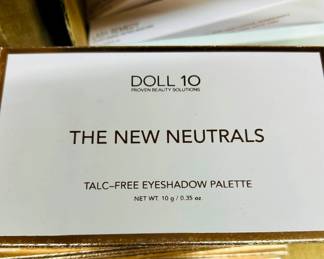 DOLL 10
PROVEN BEAUTY SOLUTIONS
THE NEW NEUTRALS
TALC-FREE EYESHADOW PALETTE
NET WT 10 g / 0.35 oz